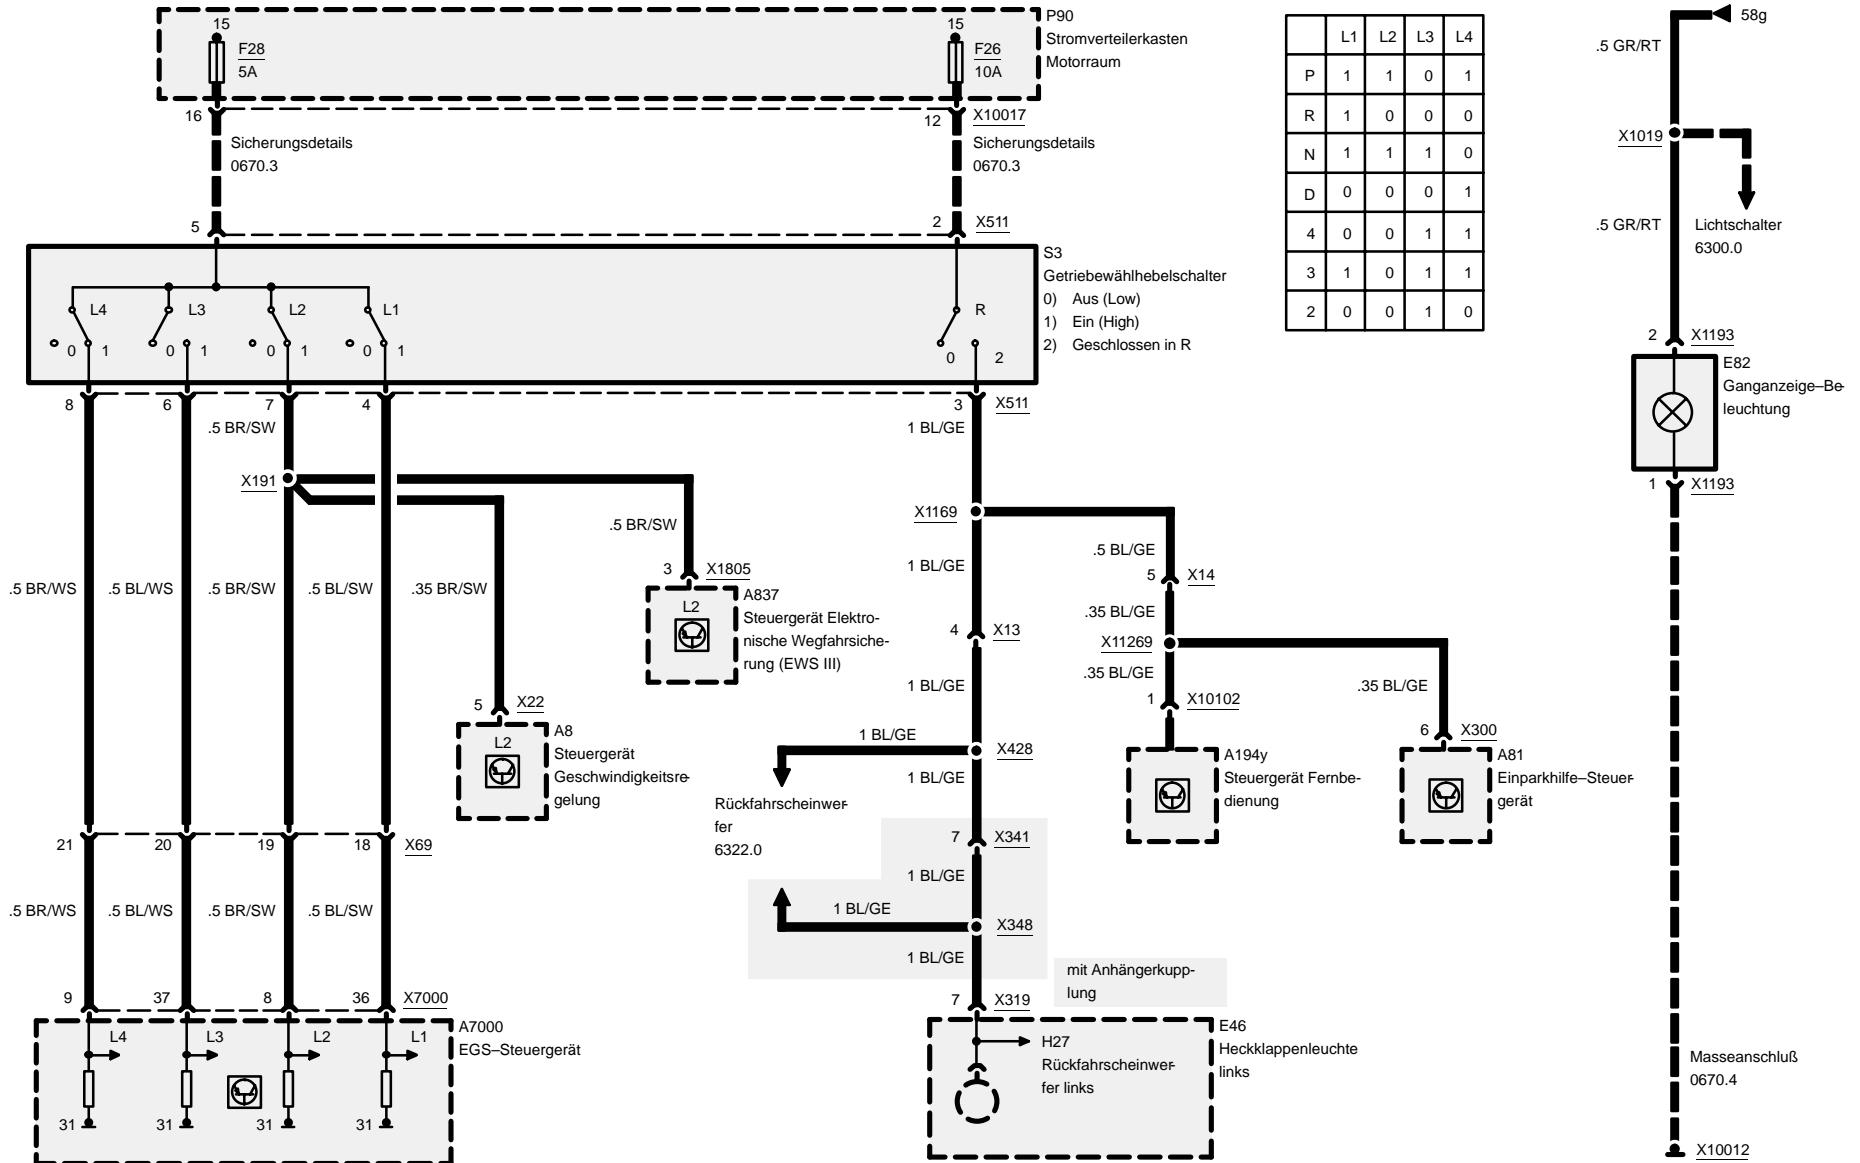 15
F28
5A
15
F26
10A
P90
Stromverteilerkasten
Motorraum
16
12
X10017
Sicherungsdetails
0670.3
Sicherungsdetails
0670.3
5
2
X511
L1 L2 L3 L4
P 1 1 0 1
R 1 0 0 0
N 1 1 1 0
D 0 0 0 1
4 0 0 1 1
3 1 0 1 1
2 0 0 1 0
58g
.5 GR/RT
X1019
.5 GR/RT
Lichtschalter
6300.0
S3
Getriebewählhebelschalter
0) Aus (Low)
1) Ein (High)
2) Geschlossen in R
L4
L3
L2
L1
R
0 1
0 1
0 1
0 1
0 2
2
X1193
E82
Ganganzeige–Be-
leuchtung
1
X1193
8
6
7
4
3
X511
.5 BR/SW
1 BL/GE
X191
X1169
.5 BR/SW
.5 BL/GE
1 BL/GE
.5 BR/WS
.5 BL/WS
.5 BR/SW
.5 BL/SW
.35 BR/SW
3
X1805
5
X14
A837
L2
Steuergerät Elektro-
nische Wegfahrsiche-
rung (EWS III)
.35 BL/GE
4
X13
X11269
.35 BL/GE
1 BL/GE
.35 BL/GE
5
X22
1
X10102
A8
L2
Steuergerät
Geschwindigkeitsre-
gelung
1 BL/GE
X428
1 BL/GE
6
X300
A194y
Steuergerät Fernbe-
dienung
A81
Einparkhilfe–Steuer-
gerät
Rückfahrscheinwer-
fer
6322.0
21
20
19
18
X69
7
X341
1 BL/GE
.5 BR/WS
.5 BL/WS
.5 BR/SW
.5 BL/SW
1 BL/GE
X348
1 BL/GE
mit Anhängerkupp-
lung
9
37
8
36
X7000
7
X319
A7000
EGS–Steuergerät
L4
L3
L2
L1
31
31
31
31
H27
Rückfahrscheinwer-
fer links
E46
Heckklappenleuchte
links
Masseanschluß
0670.4
X10012